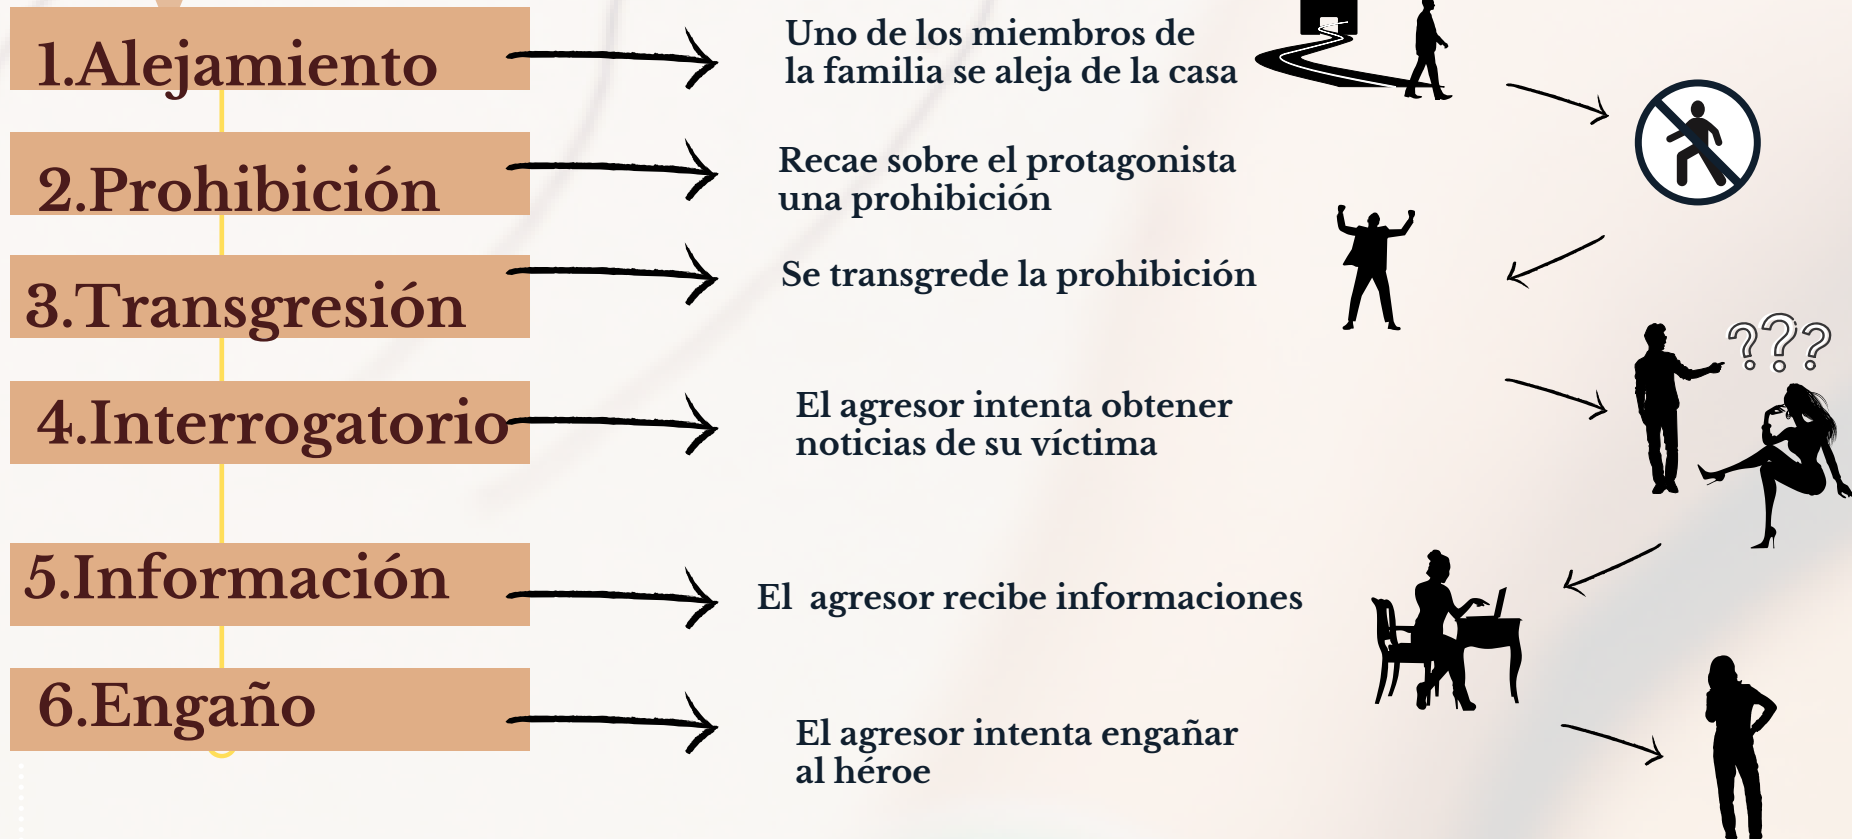 1.Alejamiento
Uno de los miembros de
la familia se aleja de la casa
2.Prohibición
Recae sobre el protagonista
una prohibición
3.Transgresión
Se transgrede la prohibición
???
4.Interrogatorio
El agresor intenta obtener
noticias de su víctima
5.Información
El  agresor recibe informaciones
6.Engaño
El agresor intenta engañar
al héroe